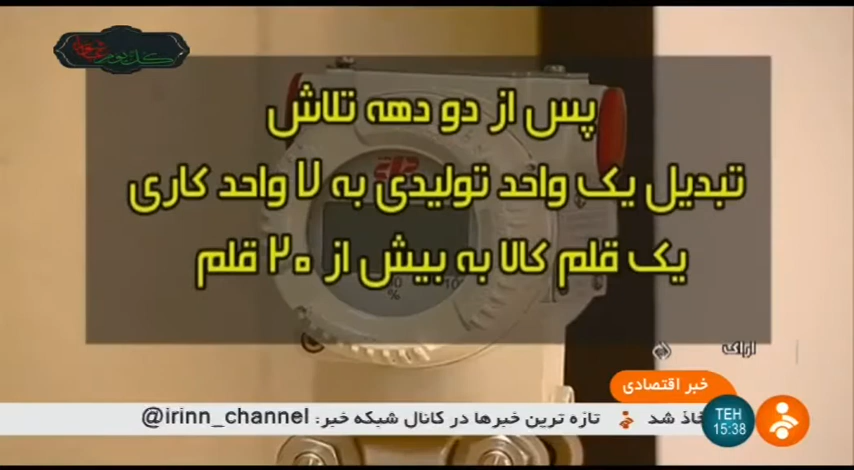 پس از دو دهه تلاش
تبدیل یک واحد تولیدی به ۷ واحد کاری
یک قلم کالا به بیش از ۲۰ قلم
%
اراک
خبر اقتصادی
شد تازه ترین خبرها در کانال شبکه خبر: @irinn_channel
TEH
15:38